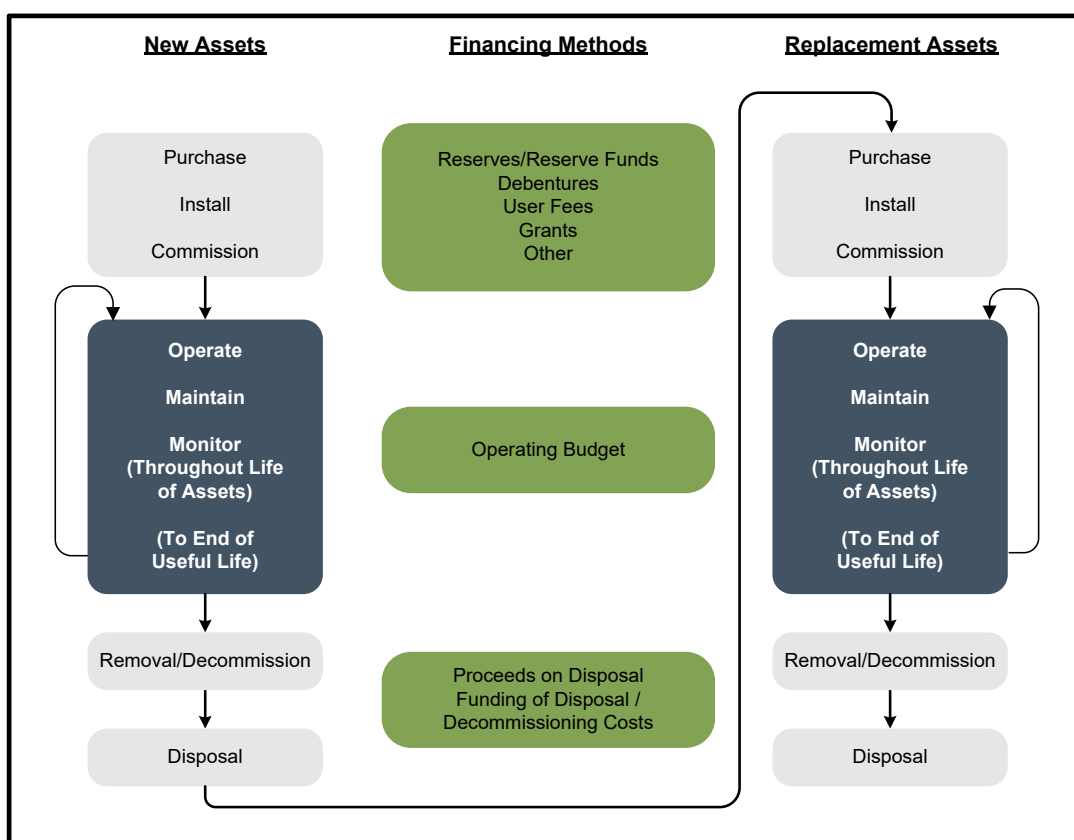 New Assets
Purchase
Install
Commission
Operate
Maintain
Monitor
(Throughout Life
of Assets)
(To End of
Useful Life)
Removal/Decommission
Disposal
Financing Methods
Reserves/Reserve Funds
Debentures
User Fees
Grants
Other
Operating Budget
Proceeds on Disposal
Funding of Disposal /
Decommissioning Costs
Replacement Assets
Purchase
Install
Commission
Operate
Maintain
Monitor
(Throughout Life
of Assets)
(To End of
Useful Life)
Removal/Decommission
Disposal